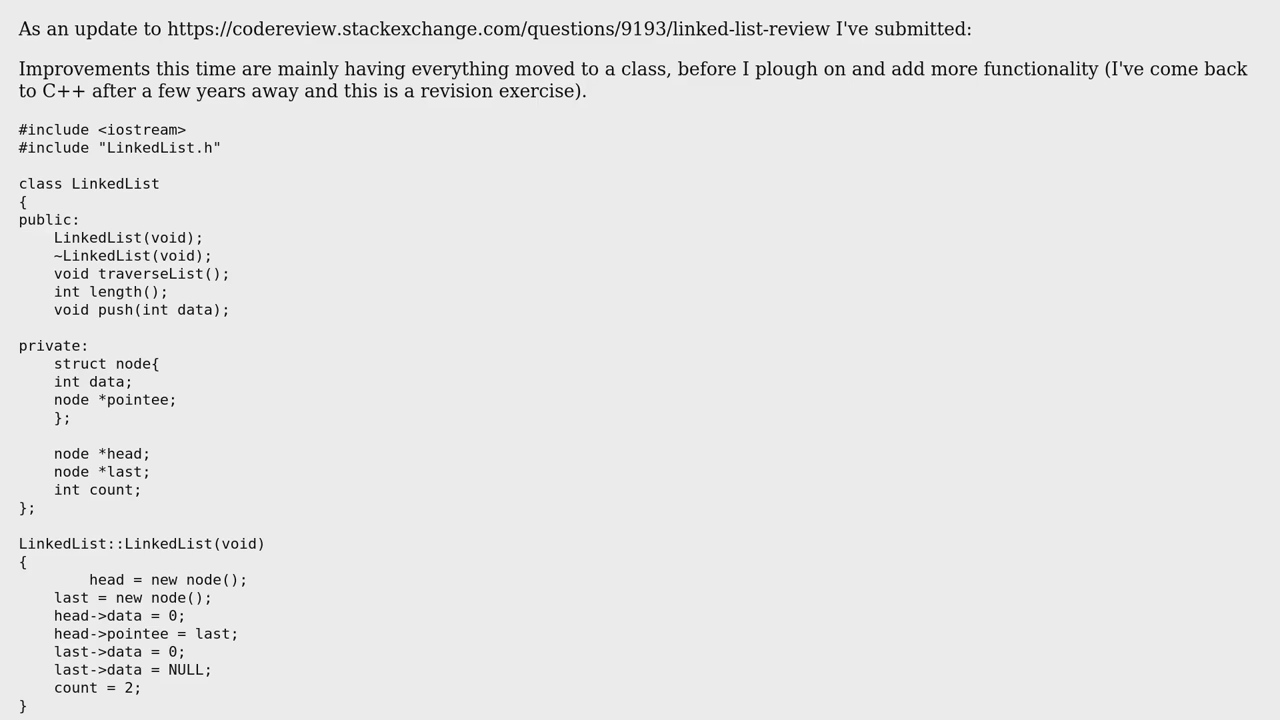 As an update to https://codereview.stackexchange.com/questions/9193/linked-list-review I've submitted:
Improvements this time are mainly having everything moved to a class, before I plough on and add more functionality (I've come back
to C++ after a few years away and this is a revision exercise).
#include <iostream>
#include "LinkedList.h"
class LinkedList
{
public:
    LinkedList(void);
    ~LinkedList(void);
    void traverseList();
    int length();
    void push(int data);
private:
    struct node{
    int data;
    node *pointee;
    };
    node *head;
    node *last;
    int count;
};
LinkedList::LinkedList(void)
{
        head = new node();
    last = new node();
    head->data = 0;
    head->pointee = last;
    last->data = 0;
    last->data = NULL;
    count = 2;
}